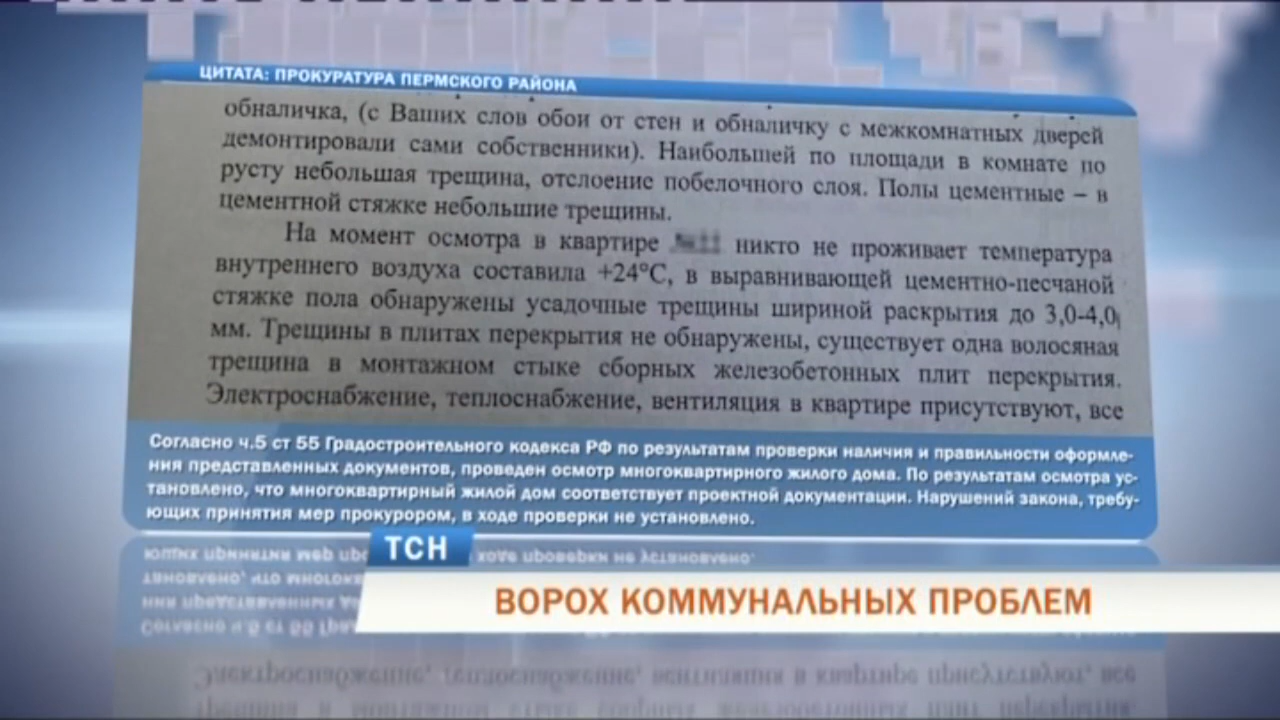 ЦИТАТА: ПРОКУРАТУРА ПЕРМСКОГО РАЙОНА
обналичка, (с Ваших слов обои от стен и обналичку с межкомнатных дверей
демонтировали сами собственники). Наибольшей по площади в комнате по
русту небольшая трещина, отслоение побелочного слоя. Полы цементные – в
цементной стяжке небольшие трещины.
На момент осмотра в квартире никто не проживает температура
внутреннего воздуха составила +24°С, в выравнивающей цементно-песчаной
стяжке пола обнаружены усадочные трещины шириной раскрытия до 3,0-4,0
мм. Трещины в плитах перекрытия не обнаружены, существует одна волосяная
трещина в монтажном стыке сборных железобетонных плит перекрытия.
Электроснабжение, теплоснабжение, вентиляция в квартире присутствуют, все
Согласно ч.5 ст 55 Градостроительного кодекса РФ по результатам проверки наличия и правильности оформле-
ния представленных документов, проведен осмотр многоквартирного жилого дома. По результатам осмотра ус-
тановлено, что многоквартирный жилой дом соответствует проектной документации. Нарушений закона, требу-
ющих принятия мер прокурором, в ходе проверки не установлено.
ТСН
ВОРОХ КОММУНАЛЬНЫХ ПРОБЛЕМ